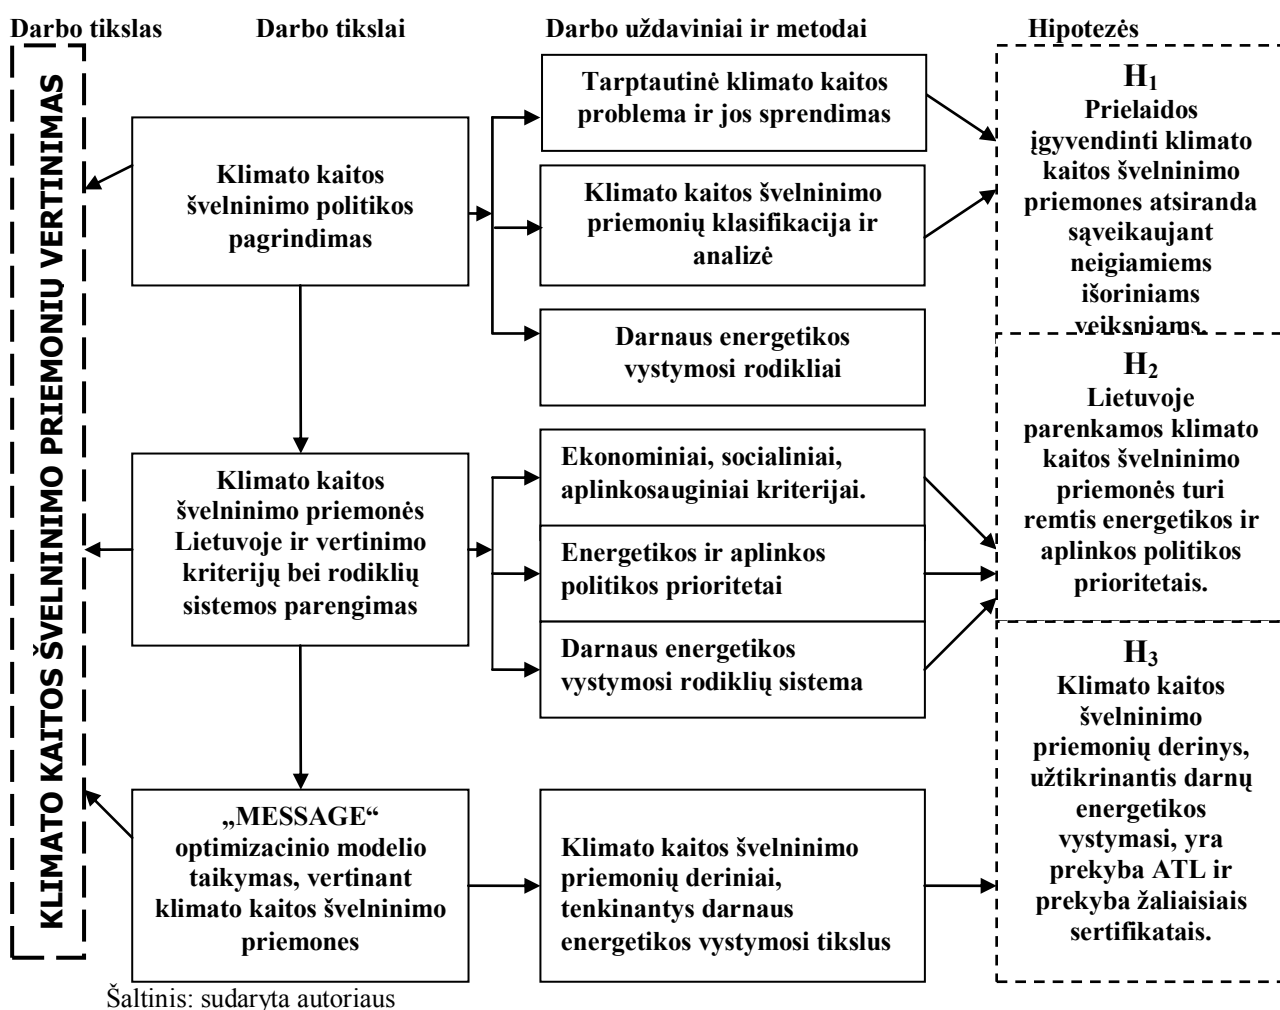 Darbo tikslas
Darbo tikslai
Darbo uždaviniai ir metodai
Hipotezės
KLIMATO KAITOS ŠVELNINIMO PRIEMONIŲ VERTINIMAS
Klimato kaitos
švelninimo politikos
pagrindimas
Tarptautinė klimato kaitos
problema ir jos sprendimas
Klimato kaitos švelninimo
priemonių klasifikacija ir
analizė
Darnaus energetikos
vystymosi rodikliai
H1
Prielaidos
įgyvendinti klimato
kaitos švelninimo
priemones atsiranda
sąveikaujant
neigiamiems
išoriniams
veiksniams.
Klimato kaitos
švelninimo priemonės
Lietuvoje ir vertinimo
kriterijų bei rodiklių
sistemos parengimas
Ekonominiai, socialiniai,
aplinkosauginiai kriterijai.
Energetikos ir aplinkos
politikos prioritetai
Darnaus energetikos
vystymosi rodiklių sistema
H2
Lietuvoje
parenkamos klimato
kaitos švelninimo
priemonės turi
remtis energetikos ir
aplinkos politikos
prioritetais.
„MESSAGE“
optimizacinio modelio
taikymas, vertinant
klimato kaitos švelninimo
priemones
Klimato kaitos švelninimo
priemonių deriniai,
tenkinantys darnaus
energetikos vystymosi tikslus
H3
Klimato kaitos
švelninimo
priemonių derinys,
užtikrinantis darnų
energetikos
vystymasi, yra
prekyba ATL ir
prekyba žaliaisiais
sertifikatais.
Šaltinis: sudaryta autoriaus